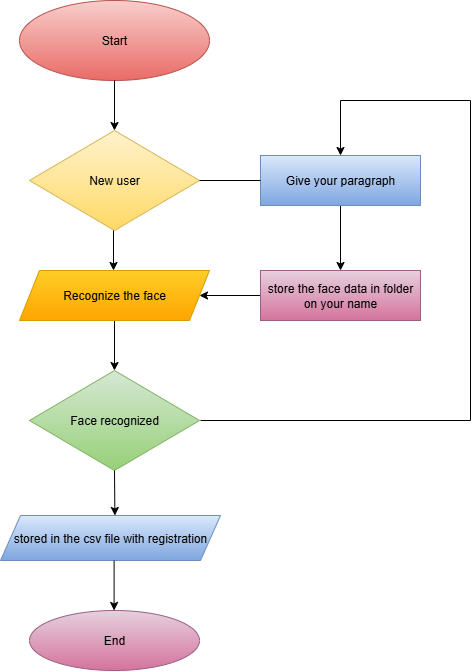 Start
New user
Give your paragraph
Recognize the face
store the face data in folder
on your name
Face recognized
stored in the csv file with registration
End